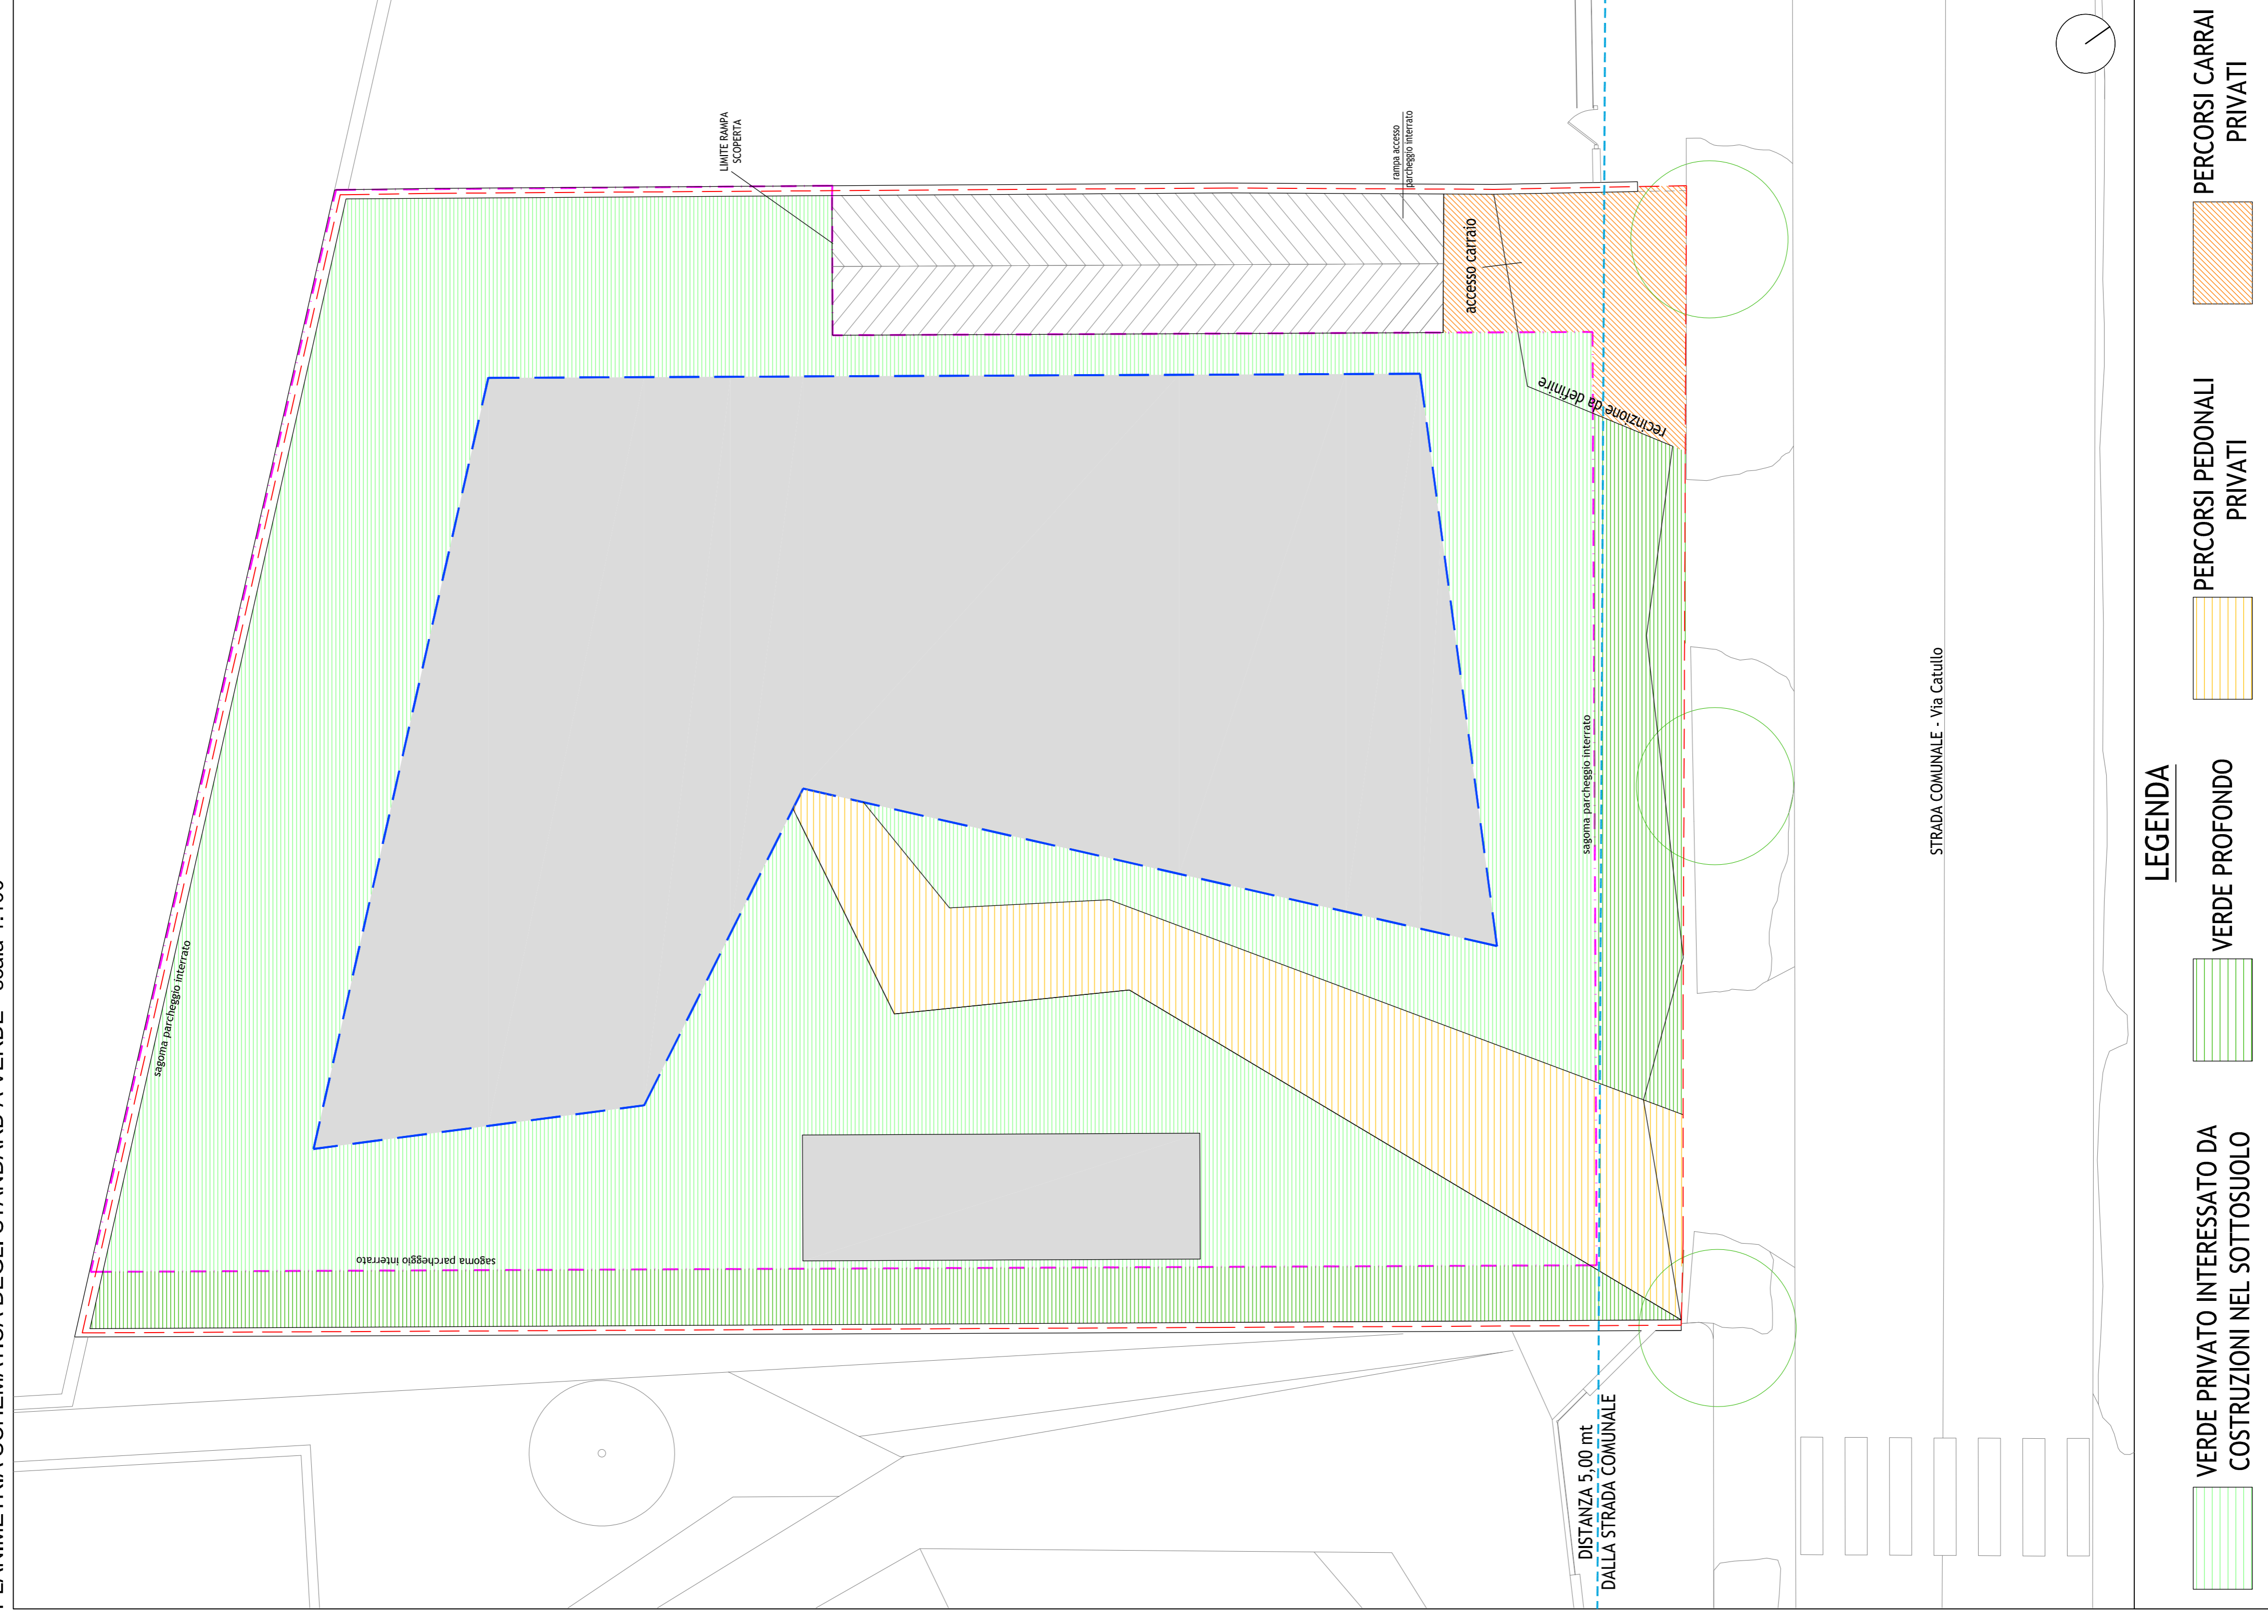 LIMITE RAMPA
SCOPERTA
rampa accesso
parcheggio interrato
accesso carraio
recinzione da definire
sagoma parcheggio interrato
sagoma parcheggio interrato
sagoma parcheggio interrato
STRADA COMUNALE - Via Catullo
DISTANZA 5,00 mt
DALLA STRADA COMUNALE
LEGENDA
VERDE PRIVATO INTERESSATO DA
COSTRUZIONI NEL SOTTOSUOLO
VERDE PROFONDO
PERCORSI PEDONALI
PRIVATI
PERCORSI CARRAI
PRIVATI